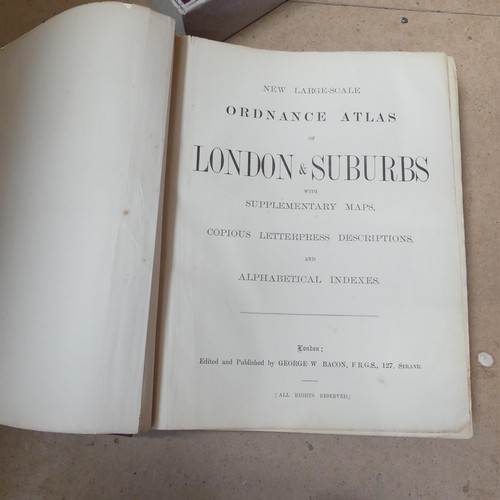 NEW LARGE-SCALE
ORDNANCE ATLAS
OF
LONDON & SUBURBS
WITH
SUPPLEMENTARY MAPS,
COPIOUS LETTERPRESS DESCRIPTIONS,
AND
ALPHABETICAL INDEXES.
London:
Edited and Published by GEORGE W. BACON, F.R.G.S., 127, STRAND.
[ALL RIGHTS RESERVED]